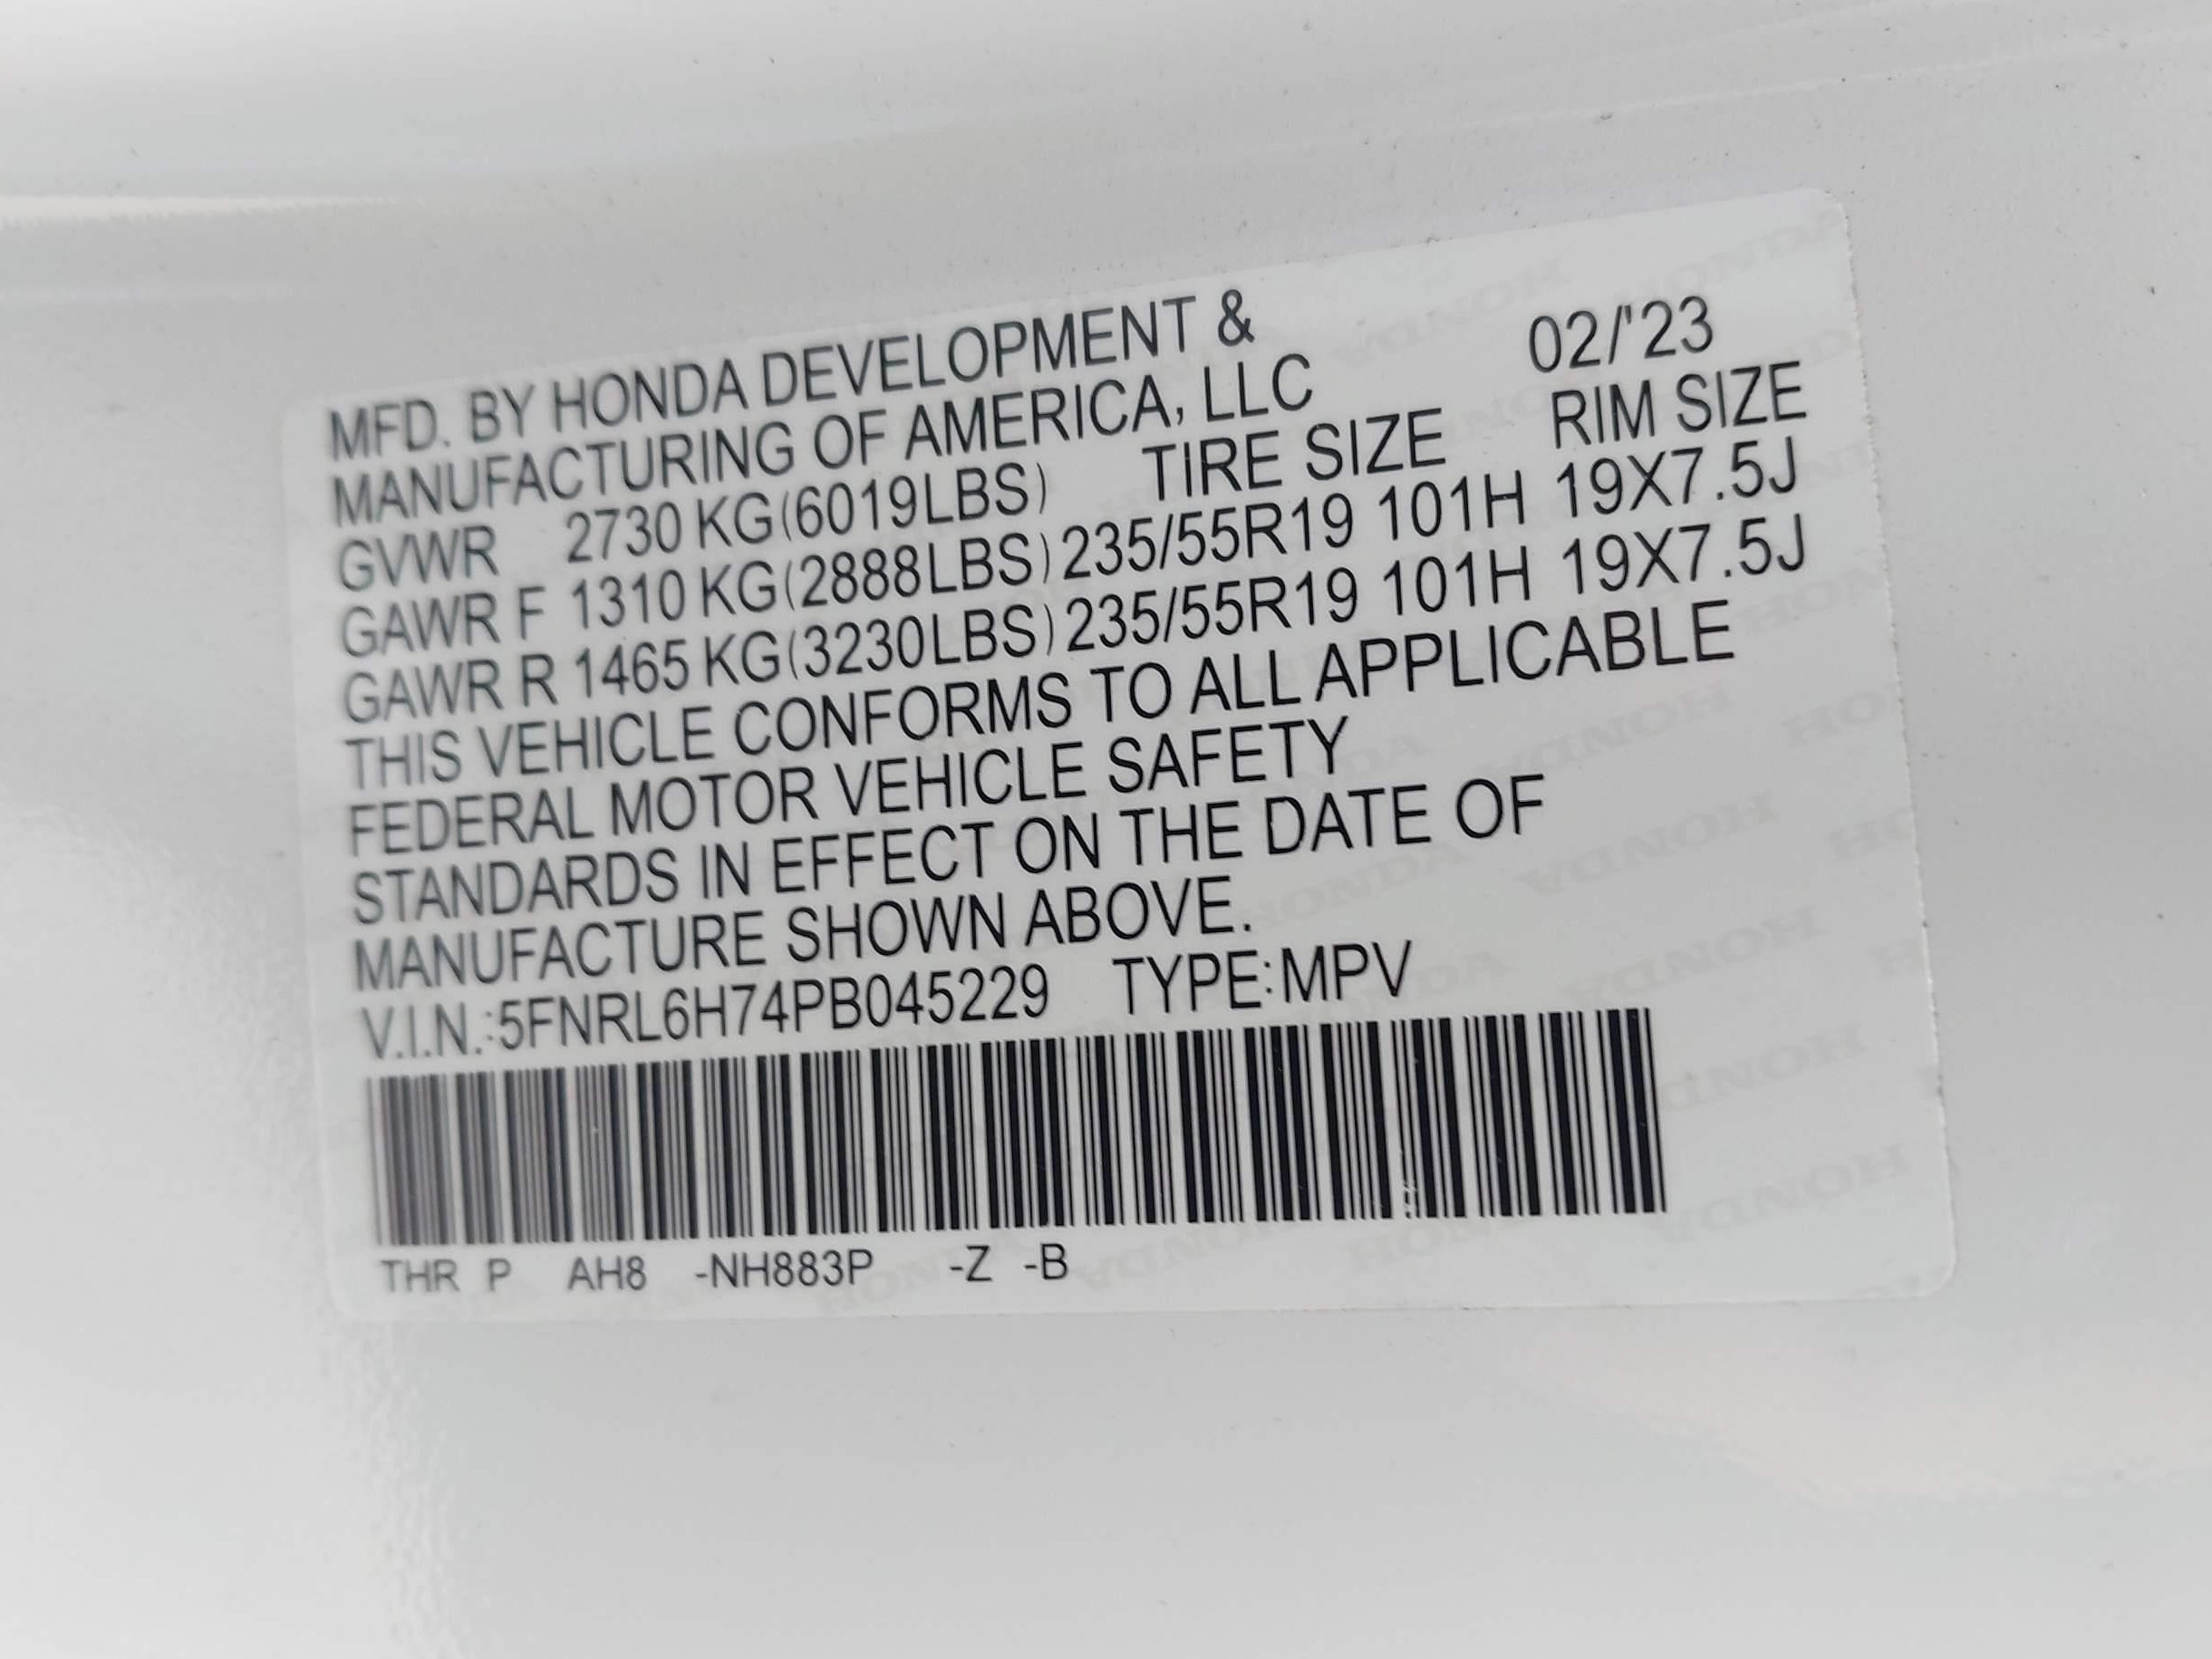 MFD. BY HONDA DEVELOPMENT &
MANUFACTURING OF AMERICA, LLC 02/'23
GVWR 2730 KG(6019LBS) TIRE SIZE RIM SIZE
GAWR F 1310 KG(2888LBS) 235/55R19 101H 19X7.5J
GAWR R 1465 KG(3230LBS) 235/55R19 101H 19X7.5J
THIS VEHICLE CONFORMS TO ALL APPLICABLE
FEDERAL MOTOR VEHICLE SAFETY
STANDARDS IN EFFECT ON THE DATE OF
MANUFACTURE SHOWN ABOVE.
V.I.N.:5FNRL6H74PB045229 TYPE:MPV
THR P AH8 -NH883P -Z -B